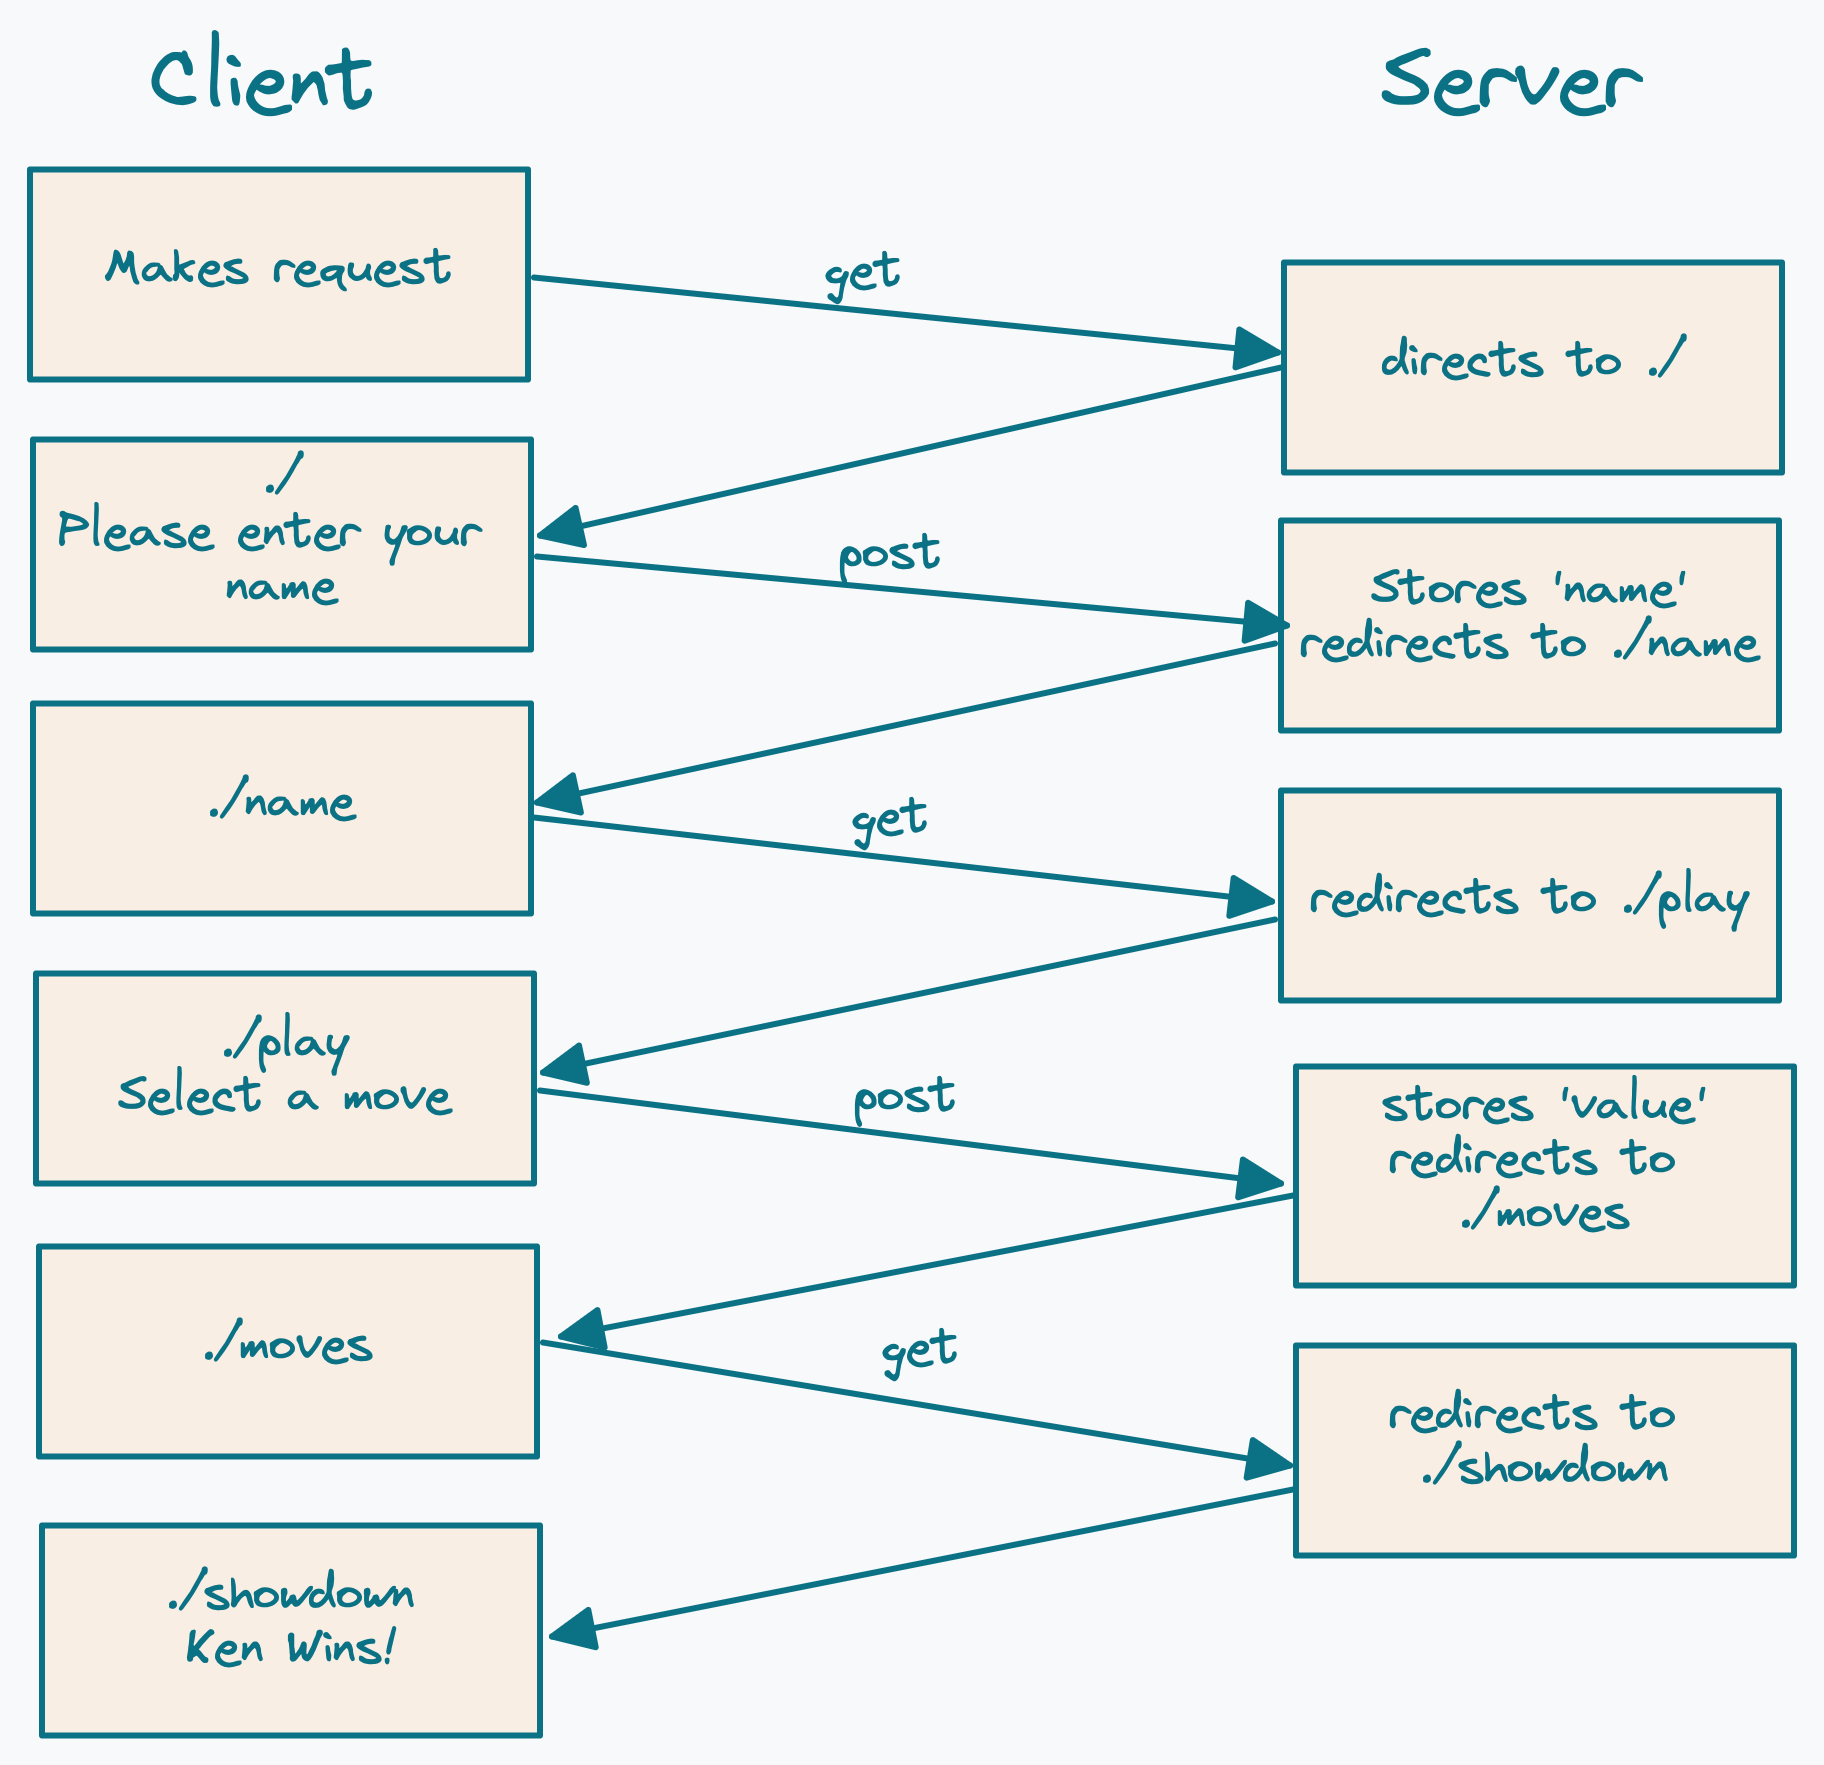 Client
Server
Makes request
get
directs to ./
./
Please enter your
name
post
Stores 'name'
redirects to ./name
./name
get
redirects to ./play
./play
Select a move
post
stores 'value'
redirects to
./moves
./moves
get
redirects to
./showdown
./showdown
Ken Wins!